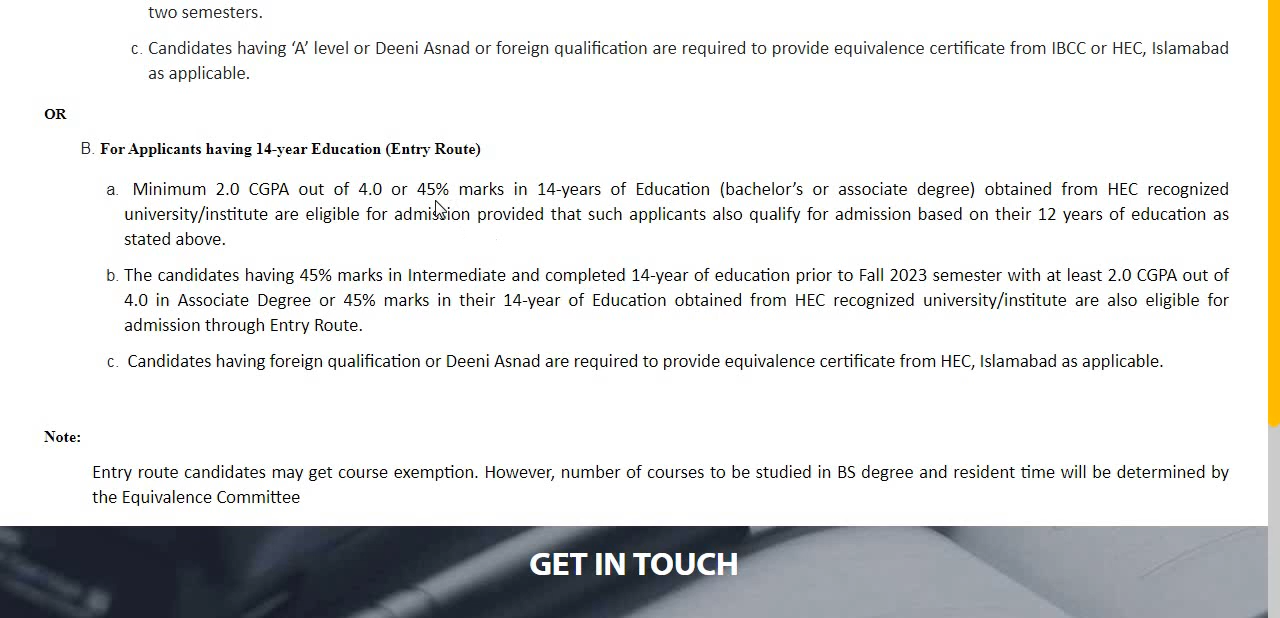 two semesters.
c. Candidates having ‘A’ level or Deeni Asnad or foreign qualification are required to provide equivalence certificate from IBCC or HEC, Islamabad
as applicable.
OR
B. For Applicants having 14-year Education (Entry Route)
a. Minimum 2.0 CGPA out of 4.0 or 45% marks in 14-years of Education (bachelor’s or associate degree) obtained from HEC recognized
university/institute are eligible for admission provided that such applicants also qualify for admission based on their 12 years of education as
stated above.
b. The candidates having 45% marks in Intermediate and completed 14-year of education prior to Fall 2023 semester with at least 2.0 CGPA out of
4.0 in Associate Degree or 45% marks in their 14-year of Education obtained from HEC recognized university/institute are also eligible for
admission through Entry Route.
c. Candidates having foreign qualification or Deeni Asnad are required to provide equivalence certificate from HEC, Islamabad as applicable.
Note:
Entry route candidates may get course exemption. However, number of courses to be studied in BS degree and resident time will be determined by
the Equivalence Committee
GET IN TOUCH